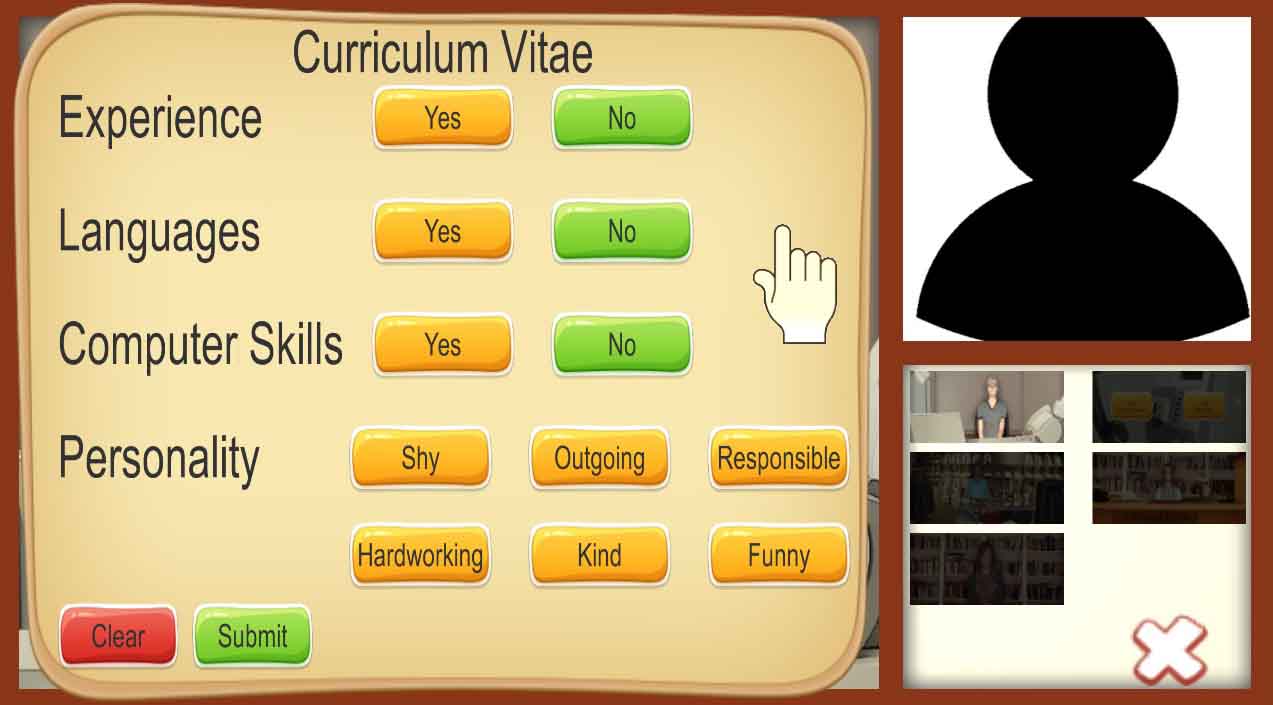 Curriculum Vitae
Experience Yes No
Languages Yes No
Computer Skills Yes No
Personality Shy Outgoing Responsible
Hardworking Kind Funny
Clear Submit